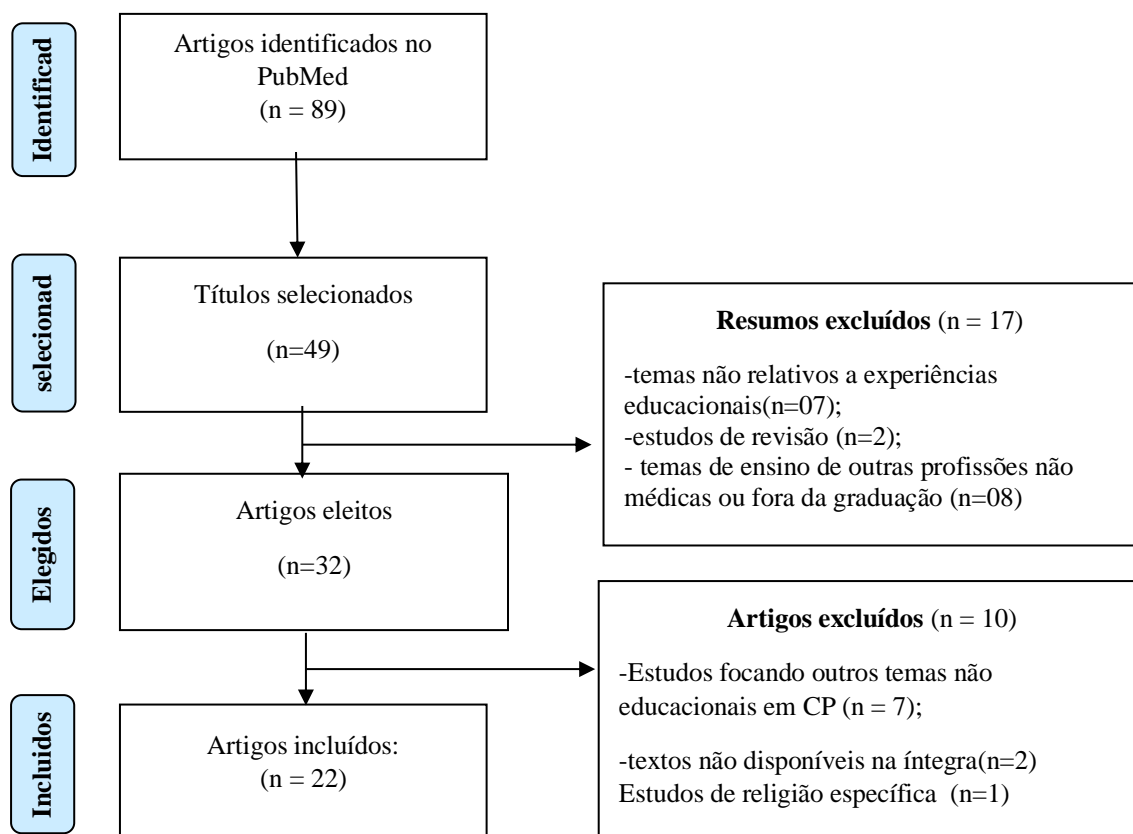 Identificad
Artigos identificados no
PubMed
(n = 89)
selecionad
Títulos selecionados
(n=49)
Resumos excluídos (n = 17)
-temas não relativos a experiências
educacionais(n=07);
-estudos de revisão (n=2);
- temas de ensino de outras profissões não
médicas ou fora da graduação (n=08)
Elegidos
Artigos eleitos
(n=32)
Artigos excluídos (n = 10)
-Estudos focando outros temas não
educacionais em CP (n = 7);
-textos não disponíveis na íntegra(n=2)
Estudos de religião específica (n=1)
Incluidos
Artigos incluídos:
(n = 22)